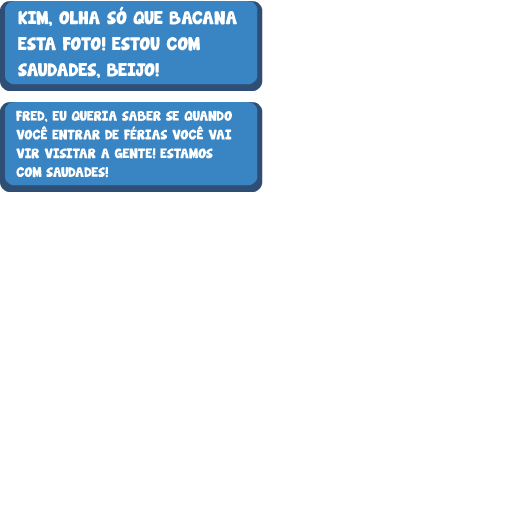 KIM, OLHA SÓ QUE BACANA
ESTA FOTO! ESTOU COM
SAUDADES, BEIJO!
FRED, EU QUERIA SABER SE QUANDO
VOCÊ ENTRAR DE FÉRIAS VOCÊ VAI
VIR VISITAR A GENTE! ESTAMOS
COM SAUDADES!